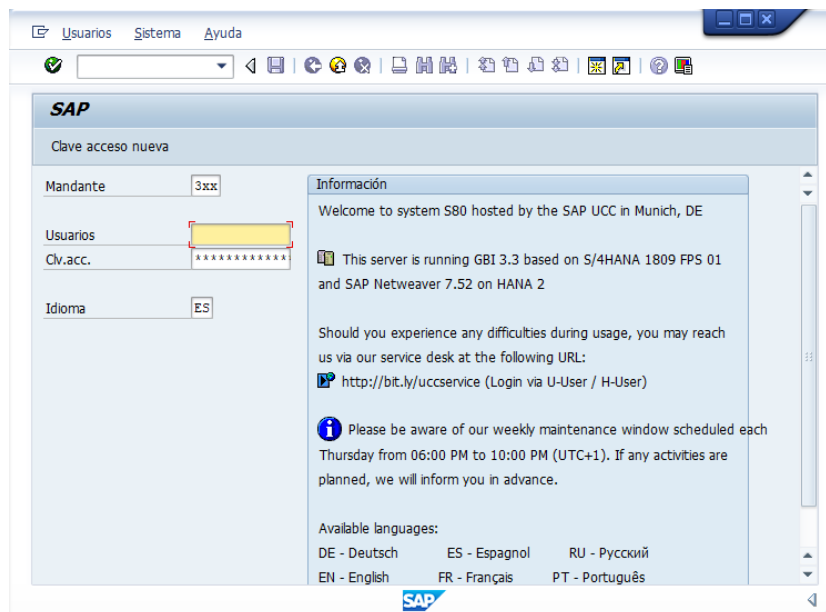 Usuarios Sistema Ayuda
SAP
Clave acceso nueva
Mandante 3xx
Usuarios
Clv.acc. ************
Idioma ES
Información
Welcome to system S80 hosted by the SAP UCC in Munich, DE
This server is running GBI 3.3 based on S/4HANA 1809 FPS 01
and SAP Netweaver 7.52 on HANA 2
Should you experience any difficulties during usage, you may reach
us via our service desk at the following URL:
http://bit.ly/uccservice (Login via U-User / H-User)
Please be aware of our weekly maintenance window scheduled each
Thursday from 06:00 PM to 10:00 PM (UTC+1). If any activities are
planned, we will inform you in advance.
Available languages:
DE - Deutsch ES - Espagnol RU - Русский
EN - English FR - Français PT - Português
SAP